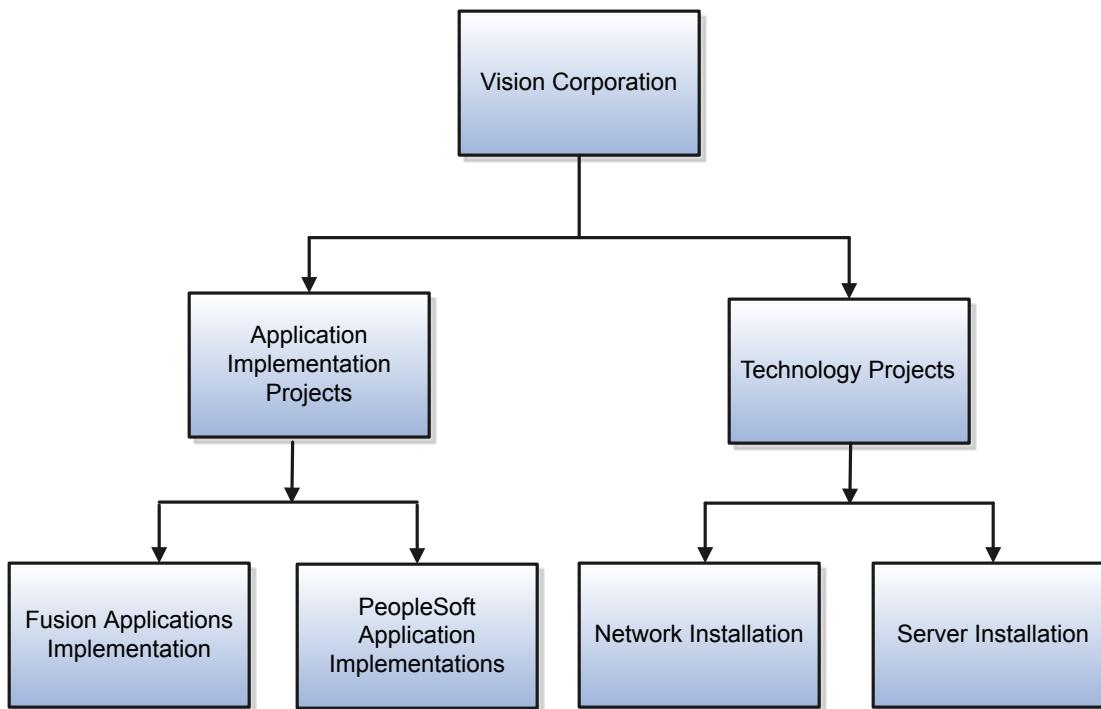 Vision Corporation
Application
Implementation
Projects
Technology Projects
Fusion Applications
Implementation
PeopleSoft
Application
Implementations
Network Installation
Server Installation